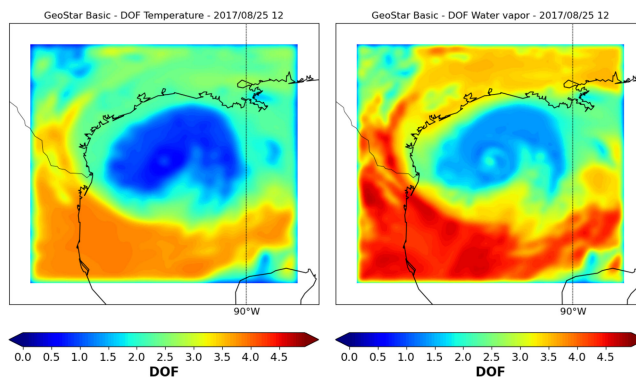 GeoStar Basic - DOF Temperature - 2017/08/25 12
GeoStar Basic - DOF Water vapor - 2017/08/25 12
90°W
90°W
0.0 0.5 1.0 1.5 2.0 2.5 3.0 3.5 4.0 4.5
DOF
0.0 0.5 1.0 1.5 2.0 2.5 3.0 3.5 4.0 4.5
DOF